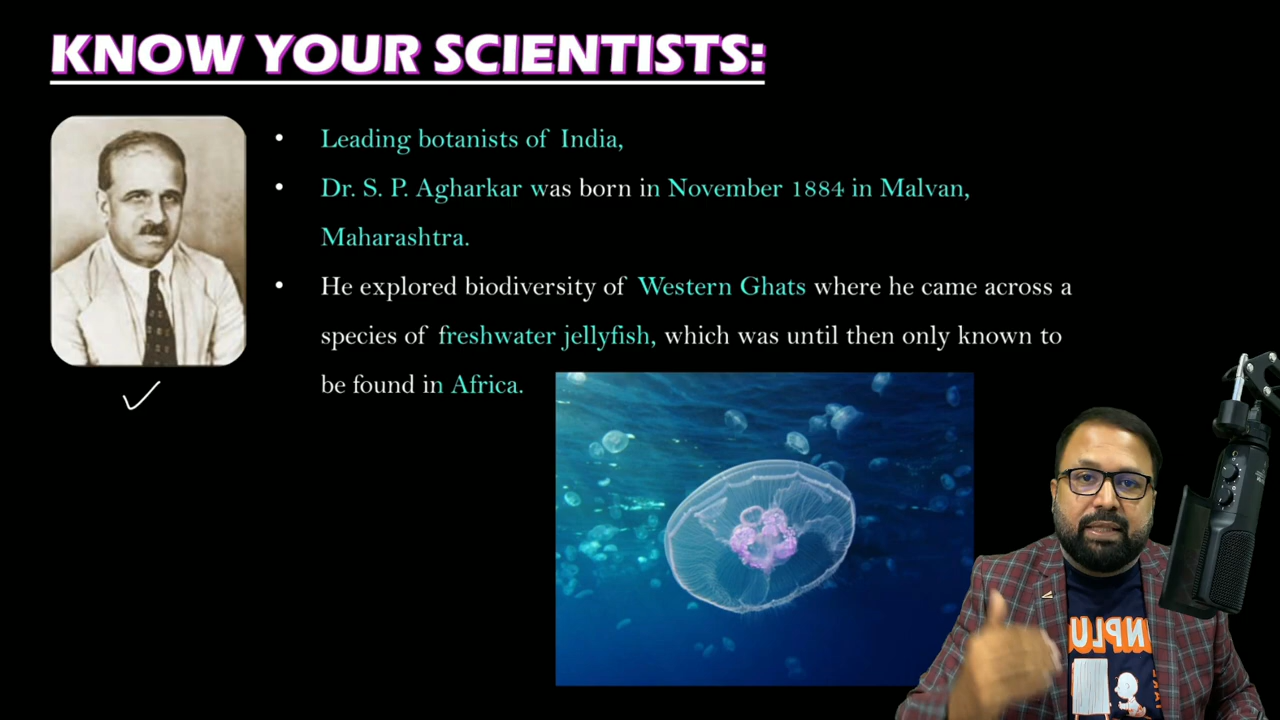 KNOW YOUR SCIENTISTS:
• Leading botanists of India,
• Dr. S. P. Agharkar was born in November 1884 in Malvan,
Maharashtra.
• He explored biodiversity of Western Ghats where he came across a
species of freshwater jellyfish, which was until then only known to
be found in Africa.